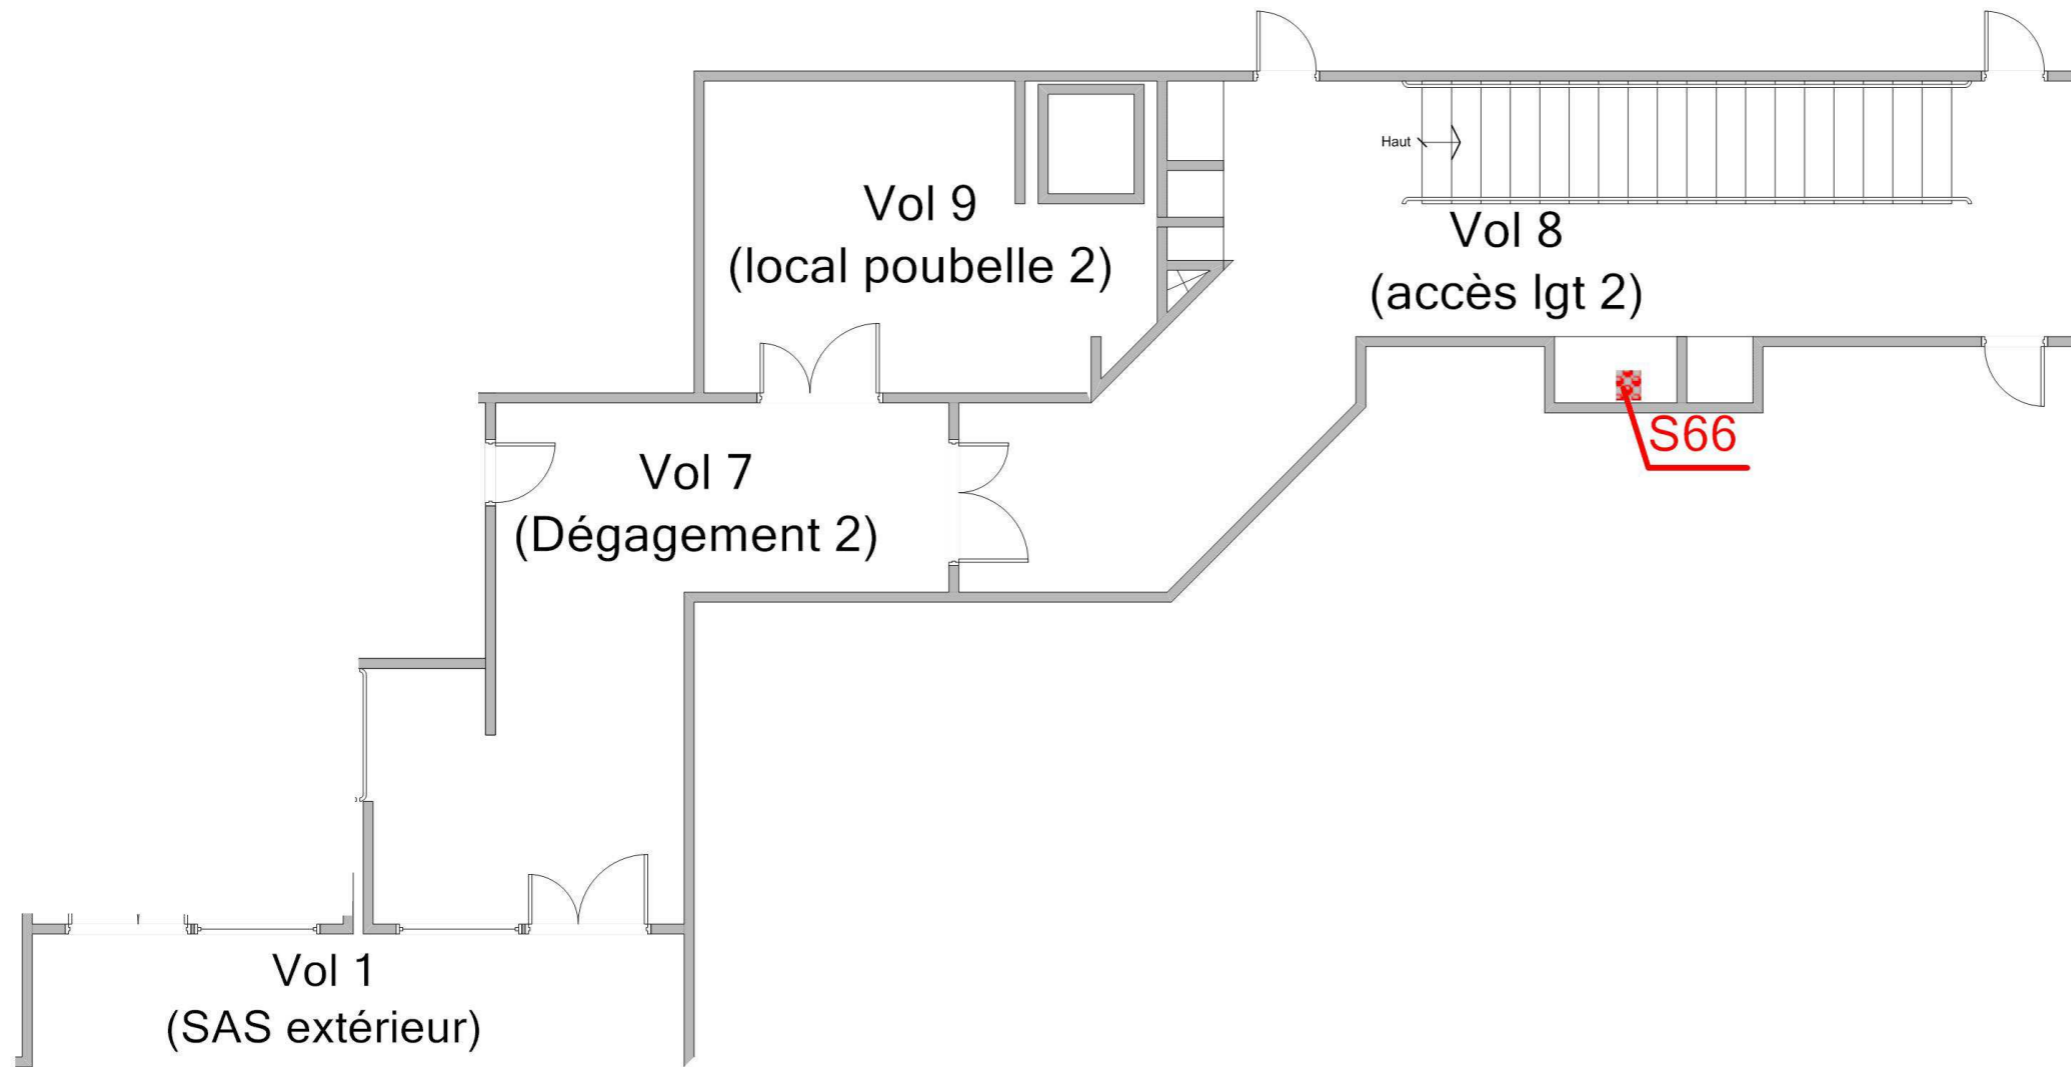 Haut
Vol 9
(local poubelle 2)
Vol 8
(accès lgt 2)
S66
Vol 7
(Dégagement 2)
Vol 1
(SAS extérieur)